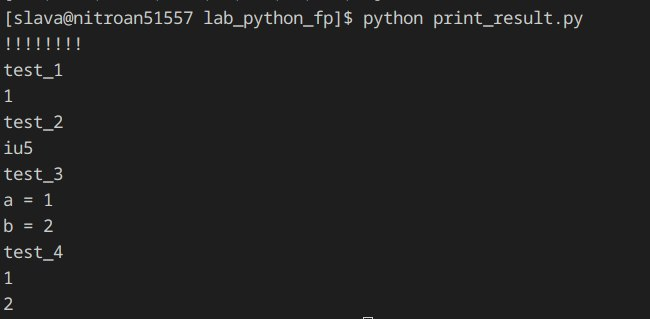 [slava@nitroan51557 lab_python_fp]$ python print_result.py
!!!!!!!!
test_1
1
test_2
iu5
test_3
a = 1
b = 2
test_4
1
2